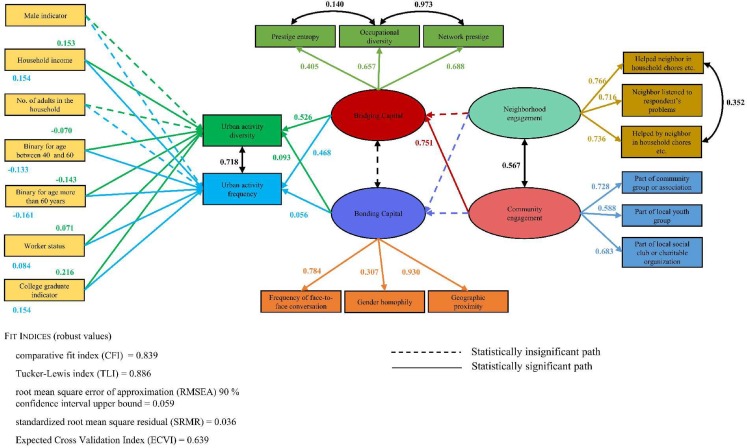 Male indicator
0.153
Household income
0.154
No. of adults in the
household
-0.070
Binary for age
between 40 and 60
-0.133
-0.143
Binary for age more
than 60 years
-0.161
0.071
Worker status
0.084
0.216
College graduate
indicator
0.154
Urban activity
diversity
0.718
Urban activity
frequency
0.526
0.093
0.468
0.056
0.140
0.973
Prestige entropy
Occupational
diversity
Network prestige
0.405
0.657
0.688
Bridging Capital
Bonding Capital
0.751
Neighborhood
engagement
0.567
Community
engagement
0.784
0.307
0.930
Frequency of face-to-
face conversation
Gender homophily
Geographic
proximity
0.766
0.716
0.736
Helped neighbor in
household chores etc.
Neighbor listened to
respondent's
problems
Helped by neighbor
in household chores
etc.
0.352
0.728
0.588
0.683
Part of community
group or association
Part of local youth
group
Part of local social
club or charitable
organization
FIT INDICES (robust values)
comparative fit index (CFI) = 0.839
Tucker-Lewis index (TLI) = 0.886
root mean square error of approximation (RMSEA) 90 %
confidence interval upper bound = 0.059
standardized root mean square residual (SRMR) = 0.036
Expected Cross Validation Index (ECVI) = 0.639
Statistically insignificant path
Statistically significant path